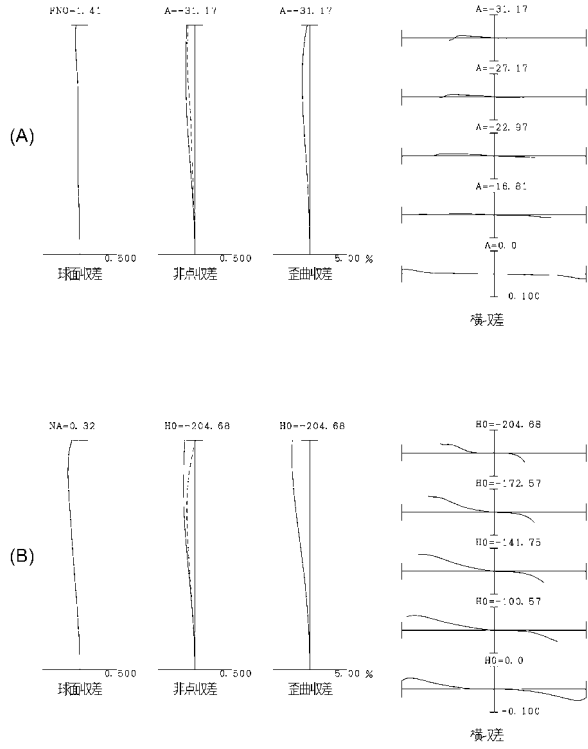 (A)
FNO=1.41
A=-31.17
A=-31.17
0.500
0.500
5.00 %
球面収差
非点収差
歪曲収差
A=-31.17
A=-27.17
A=-22.97
A=-16.81
A=0.0
0.100
横収差
(B)
NA=0.32
H0=-204.68
H0=-204.68
0.500
0.500
5.00 %
球面収差
非点収差
歪曲収差
H0=-204.68
H0=-172.57
H0=-141.75
H0=-100.57
H0=0.0
-0.100
横収差